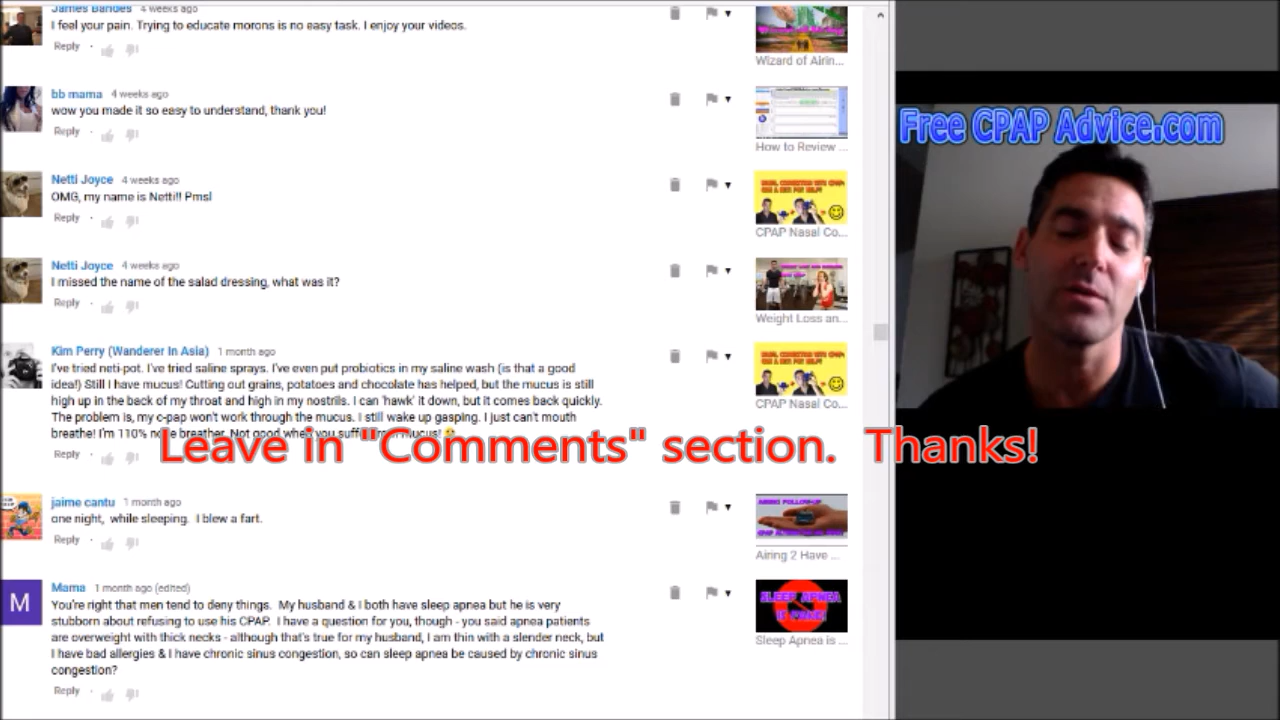 James Bandes 4 weeks ago
I feel your pain. Trying to educate morons is no easy task. I enjoy your videos.
Reply
Wizard of Airin...
bb mama 4 weeks ago
wow you made it so easy to understand, thank you!
Reply
How to Review ...
Netti Joyce 4 weeks ago
OMG, my name is Netti!! Pmsl
Reply
CPAP Nasal Co...
Netti Joyce 4 weeks ago
I missed the name of the salad dressing, what was it?
Reply
Weight Loss an...
Kim Perry (Wanderer In Asia) 1 month ago
I've tried neti-pot. I've tried saline sprays. I've even put probiotics in my saline wash (is that a good
idea!) Still I have mucus! Cutting out grains, potatoes and chocolate has helped, but the mucus is still
high up in the back of my throat and high in my nostrils. I can 'hawk' it down, but it comes back quickly.
The problem is, my c-pap won't work through the mucus. I still wake up gasping. I just can't mouth
breathe! I'm 110% breather. Not good when you mucus!
Reply
CPAP Nasal Co...
Leave in "Comments" section. Thanks!
jaime cantu 1 month ago
one night, while sleeping. I blew a fart.
Reply
AIRING FOLLOW-UP
Airing 2 Have ...
Mama 1 month ago (edited)
M
You're right that men tend to deny things. My husband & I both have sleep apnea but he is very
stubborn about refusing to use his CPAP. I have a question for you, though - you said apnea patients
are overweight with thick necks - although that's true for my husband, I am thin with a slender neck, but
I have bad allergies & I have chronic sinus congestion, so can sleep apnea be caused by chronic sinus
congestion?
Reply
SLEEP APNEA
Sleep Apnea is ...
Free CPAP Advice.com